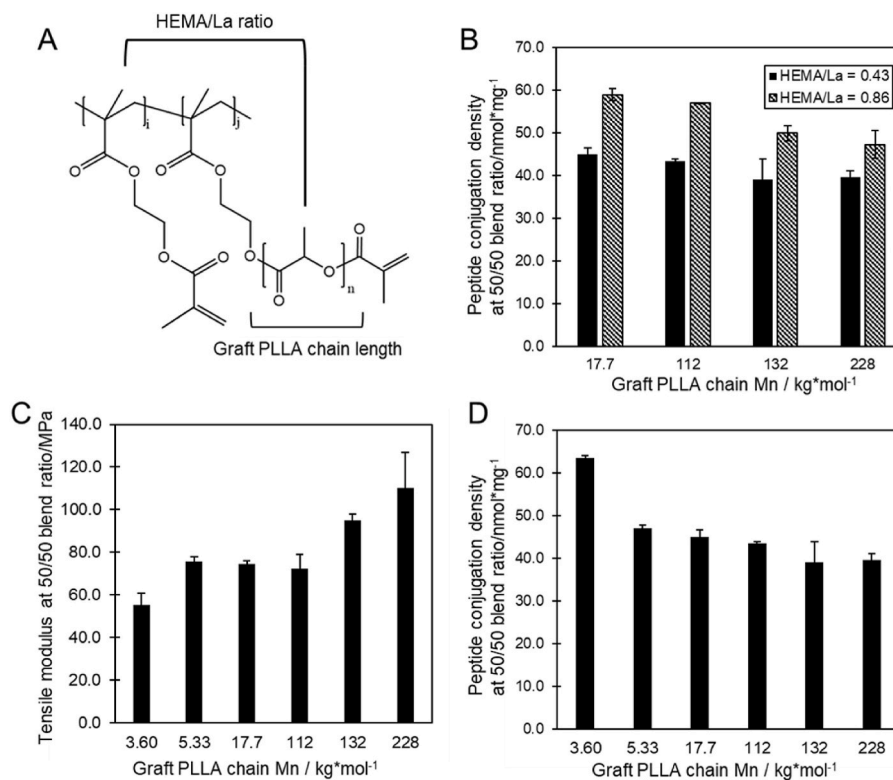 A
HEMA/La ratio
i
j
O
O
O
O
O
O
O
O
O
O
n
Graft PLLA chain length
B
Peptide conjugation density
at 50/50 blend ratio/nmol*mg-1
70.0
60.0
50.0
40.0
30.0
20.0
10.0
0.0
HEMA/La = 0.43
HEMA/La = 0.86
17.7 112 132 228
Graft PLLA chain Mn / kg*mol-1
C
Tensile modulus at 50/50 blend ratio/MPa
140.0
120.0
100.0
80.0
60.0
40.0
20.0
0.0
3.60 5.33 17.7 112 132 228
Graft PLLA chain Mn / kg*mol-1
D
Peptide conjugation density
at 50/50 blend ratio/nmol*mg-1
70.0
60.0
50.0
40.0
30.0
20.0
10.0
0.0
3.60 5.33 17.7 112 132 228
Graft PLLA chain Mn / kg*mol-1